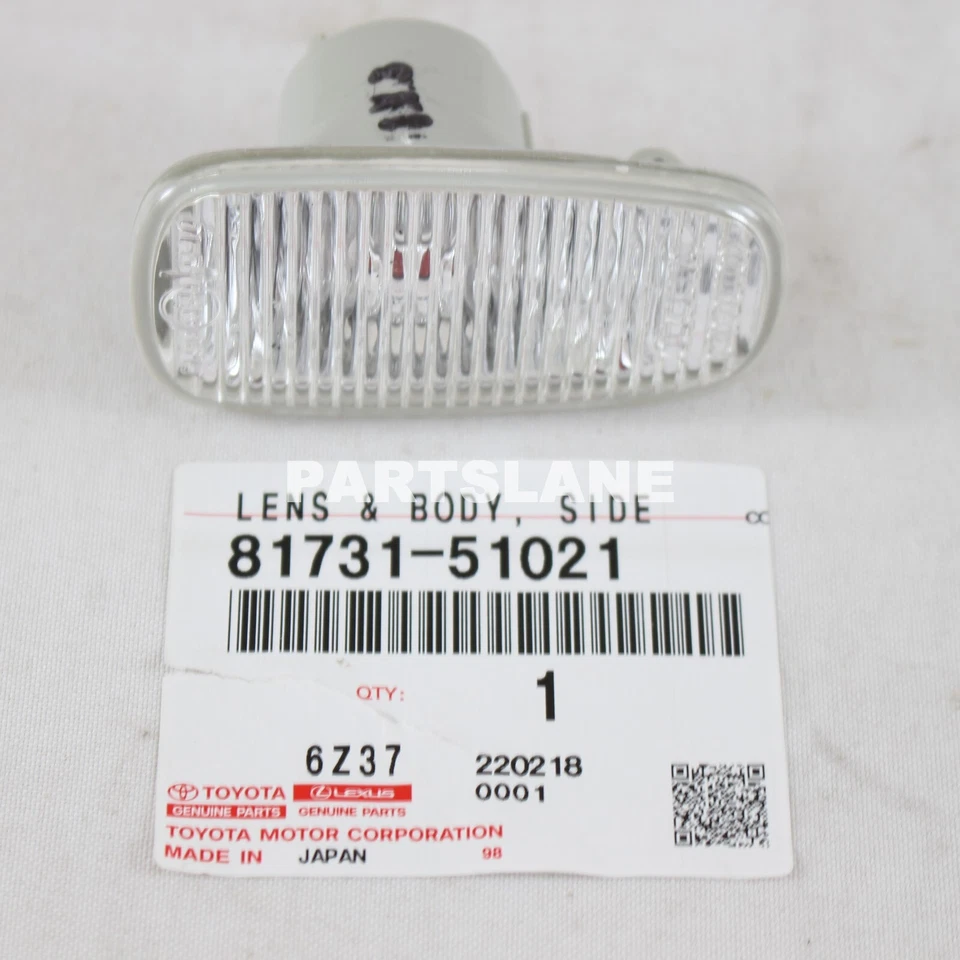 PARTSLANE
LENS & BODY, SIDE
81731-51021
QTY: 1
6Z37 220218
TOYOTA LEXUS 0001
GENUINE PARTS GENUINE PARTS
TOYOTA MOTOR CORPORATION
MADE IN JAPAN 98